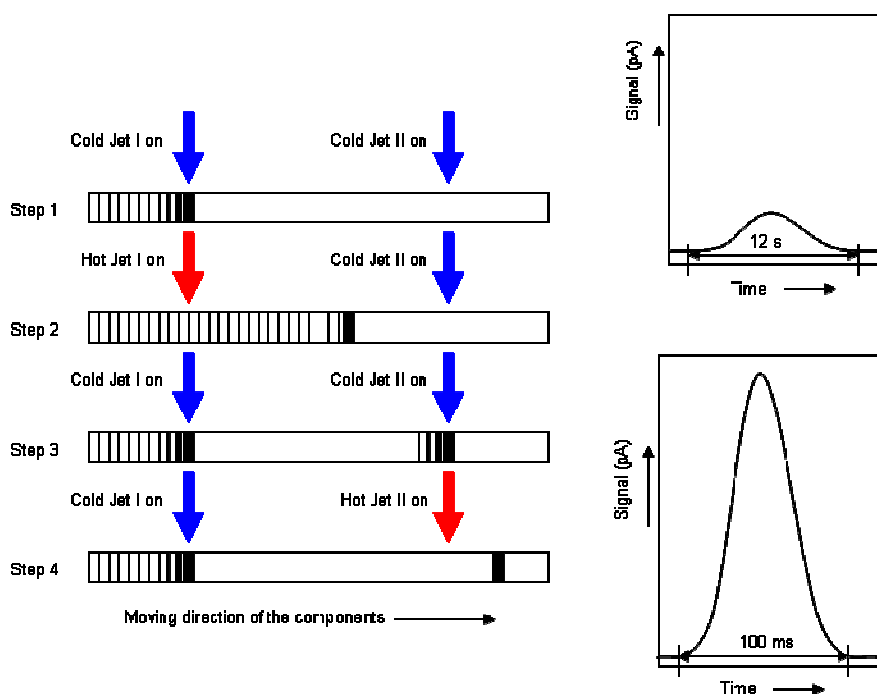 Cold Jet I on
Cold Jet II on
Step 1
Hot Jet I on
Cold Jet II on
Step 2
Cold Jet I on
Cold Jet II on
Step 3
Cold Jet I on
Hot Jet II on
Step 4
Moving direction of the components
Signal (pA)
12 s
Time
Signal (pA)
100 ms
Time